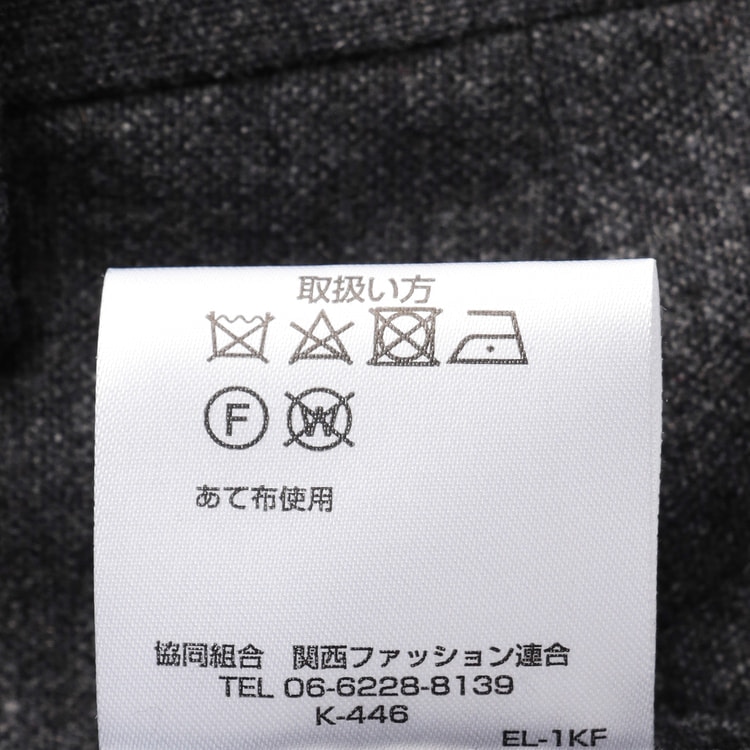 取扱い方
F W
あて布使用
協同組合 関西ファッション連合
TEL 06-6228-8139
K-446
EL-1KF